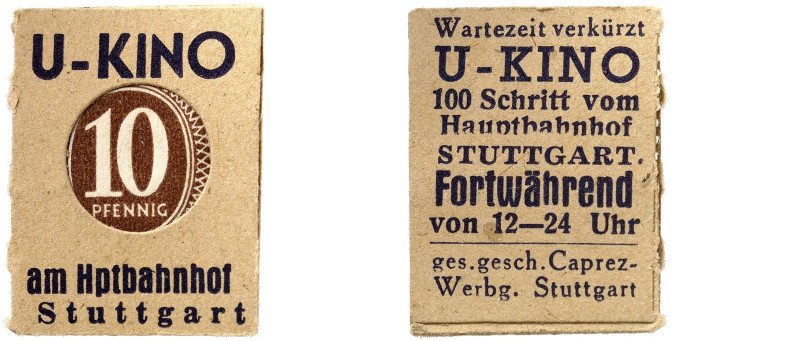 U-KINO
10
PFENNIG
am Hptbahnhof
Stuttgart
Wartezeit verkürzt
U-KINO
100 Schritt vom
Hauptbahnhof
STUTTGART.
Fortwährend
von 12—24 Uhr
ges.gesch.Caprez-
Werbg. Stuttgart